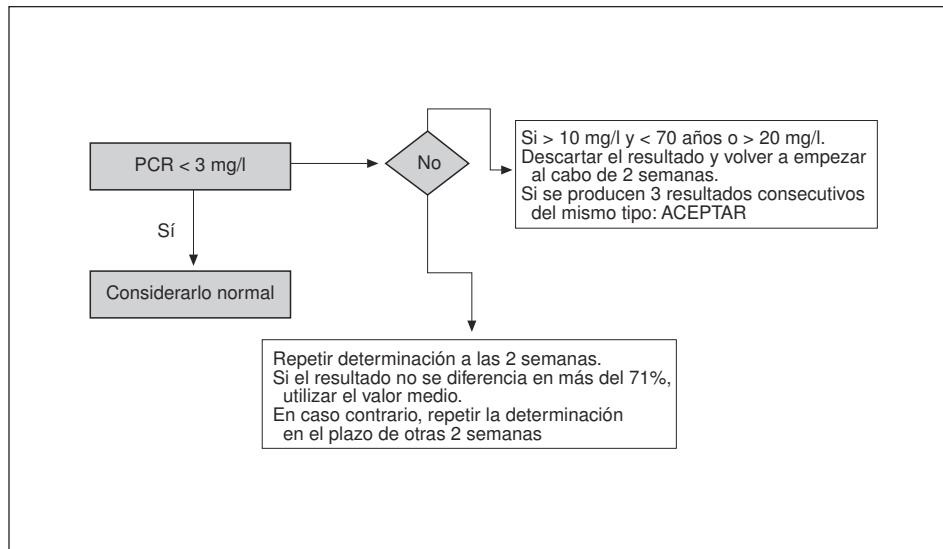 PCR < 3 mg/l
No
Si > 10 mg/l y < 70 años o > 20 mg/l.
Descartar el resultado y volver a empezar
al cabo de 2 semanas.
Si se producen 3 resultados consecutivos
del mismo tipo: ACEPTAR
Sí
Considerarlo normal
Repetir determinación a las 2 semanas.
Si el resultado no se diferencia en más del 71%,
utilizar el valor medio.
En caso contrario, repetir la determinación
en el plazo de otras 2 semanas